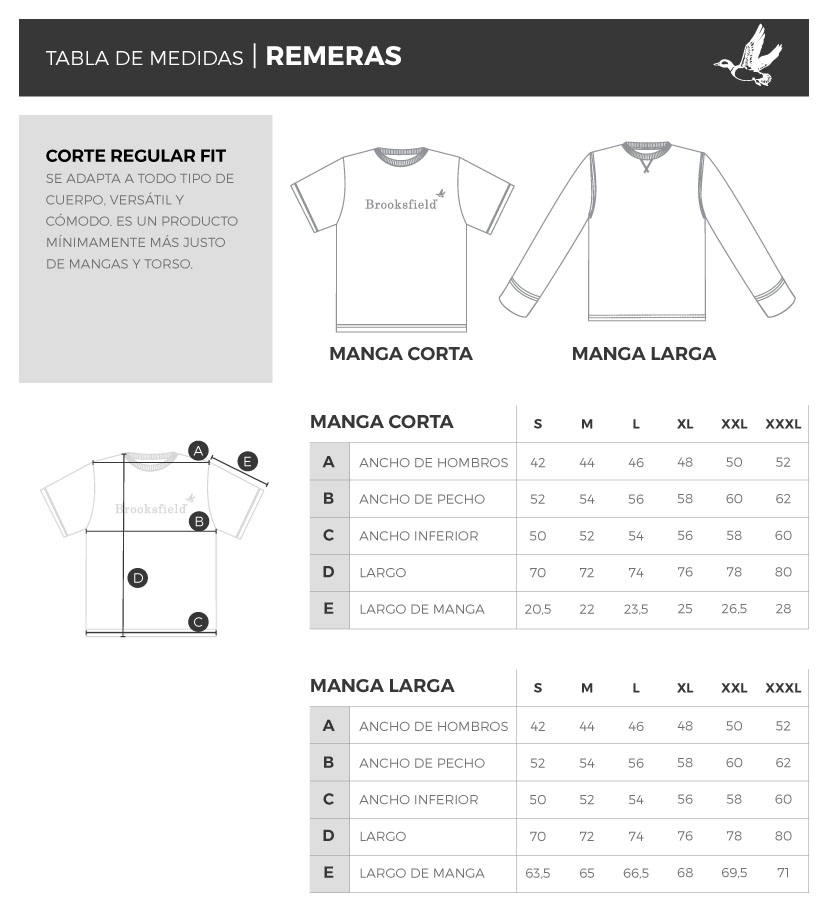 TABLA DE MEDIDAS | REMERAS
CORTE REGULAR FIT
SE ADAPTA A TODO TIPO DE
CUERPO, VERSÁTIL Y
CÓMODO. ES UN PRODUCTO
MÍNIMAMENTE MÁS JUSTO
DE MANGAS Y TORSO.
Brooksfield
MANGA CORTA MANGA LARGA
A
E
Brooksfield
B
D
C
MANGA CORTA S M L XL XXL XXXL
A ANCHO DE HOMBROS 42 44 46 48 50 52
B ANCHO DE PECHO 52 54 56 58 60 62
C ANCHO INFERIOR 50 52 54 56 58 60
D LARGO 70 72 74 76 78 80
E LARGO DE MANGA 20,5 22 23,5 25 26,5 28
MANGA LARGA S M L XL XXL XXXL
A ANCHO DE HOMBROS 42 44 46 48 50 52
B ANCHO DE PECHO 52 54 56 58 60 62
C ANCHO INFERIOR 50 52 54 56 58 60
D LARGO 70 72 74 76 78 80
E LARGO DE MANGA 63,5 65 66,5 68 69,5 71